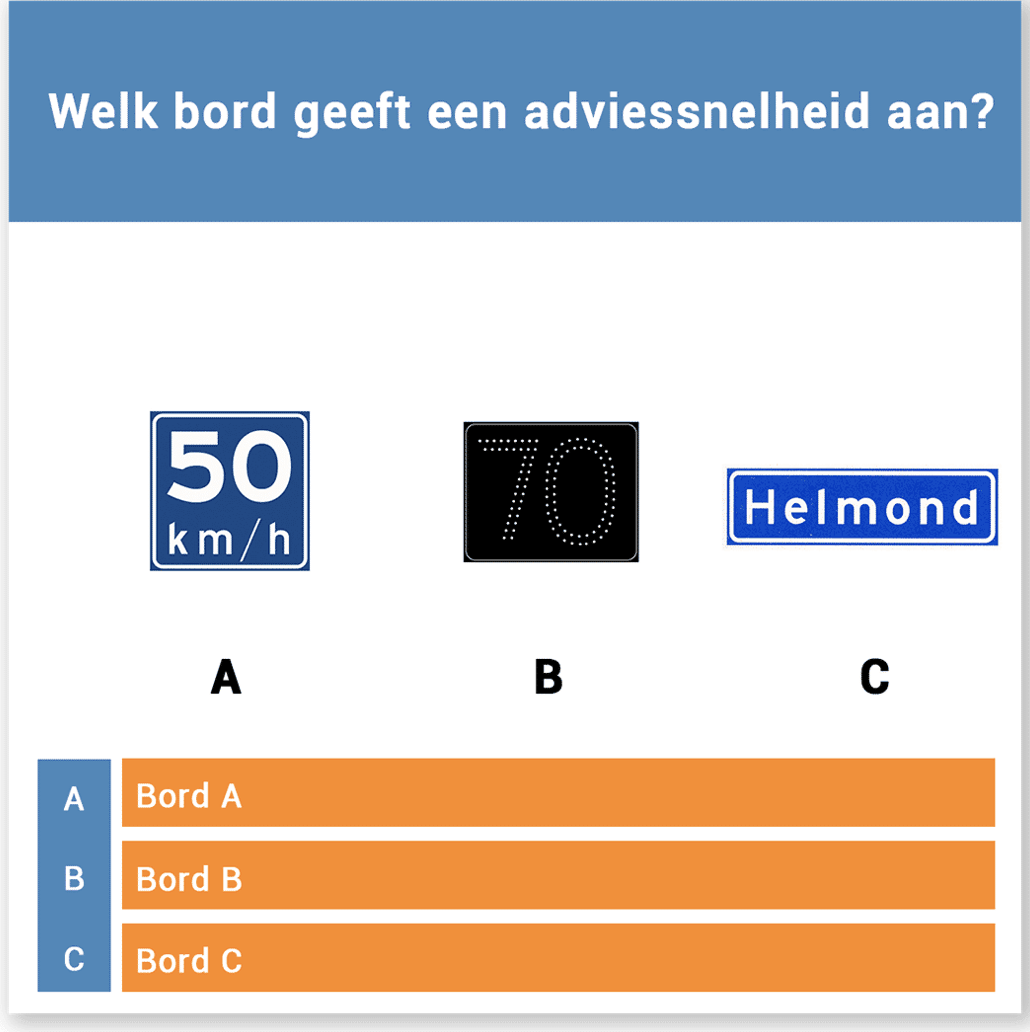 Welk bord geeft een adviessnelheid aan?
50
km/h
70
Helmond
A
B
C
A
Bord A
B
Bord B
C
Bord C